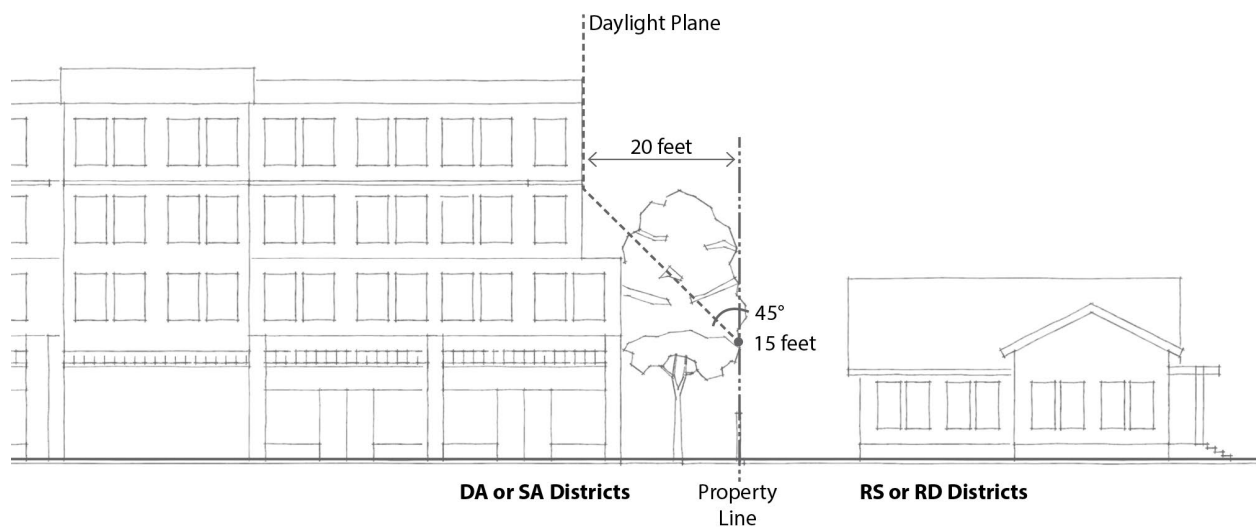 Daylight Plane
20 feet
45°
15 feet
DA or SA Districts
Property
Line
RS or RD Districts